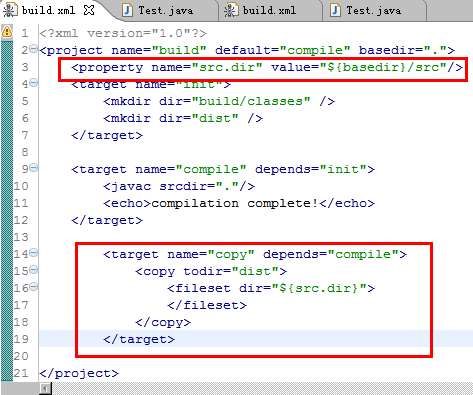 build.xml Test.java build.xml Test.java
1 <?xml version="1.0"?>
2 <project name="build" default="compile" basedir=".">
3 <property name="src.dir" value="${basedir}/src"/>
4 <target name="init">
5 <mkdir dir="build/classes" />
6 <mkdir dir="dist" />
7 </target>
8
9 <target name="compile" depends="init">
10 <javac srcdir="."/>
11 <echo>compilation complete!</echo>
12 </target>
13
14 <target name="copy" depends="compile">
15 <copy todir="dist">
16 <fileset dir="${src.dir}">
17 </fileset>
18 </copy>
19 </target>
20
21 </project>